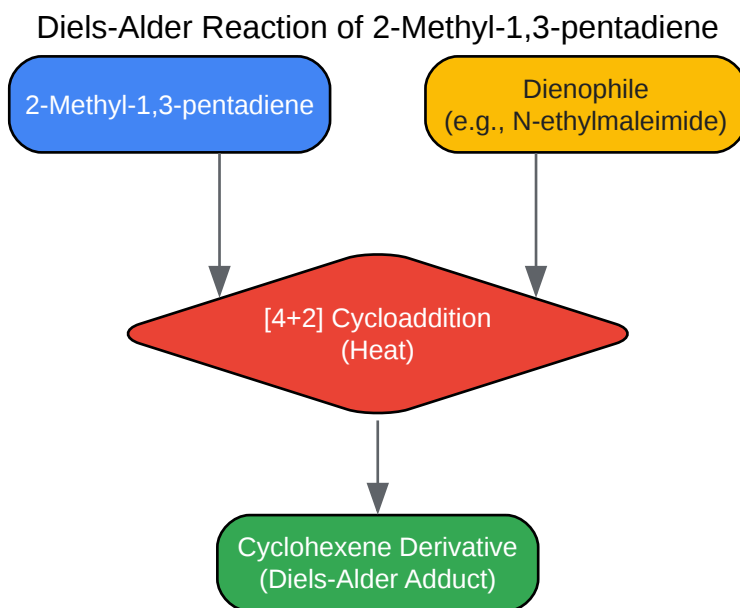 Diels-Alder Reaction of 2-Methyl-1,3-pentadiene
2-Methyl-1,3-pentadiene
Dienophile
(e.g., N-ethylmaleimide)
[4+2] Cycloaddition
(Heat)
Cyclohexene Derivative
(Diels-Alder Adduct)